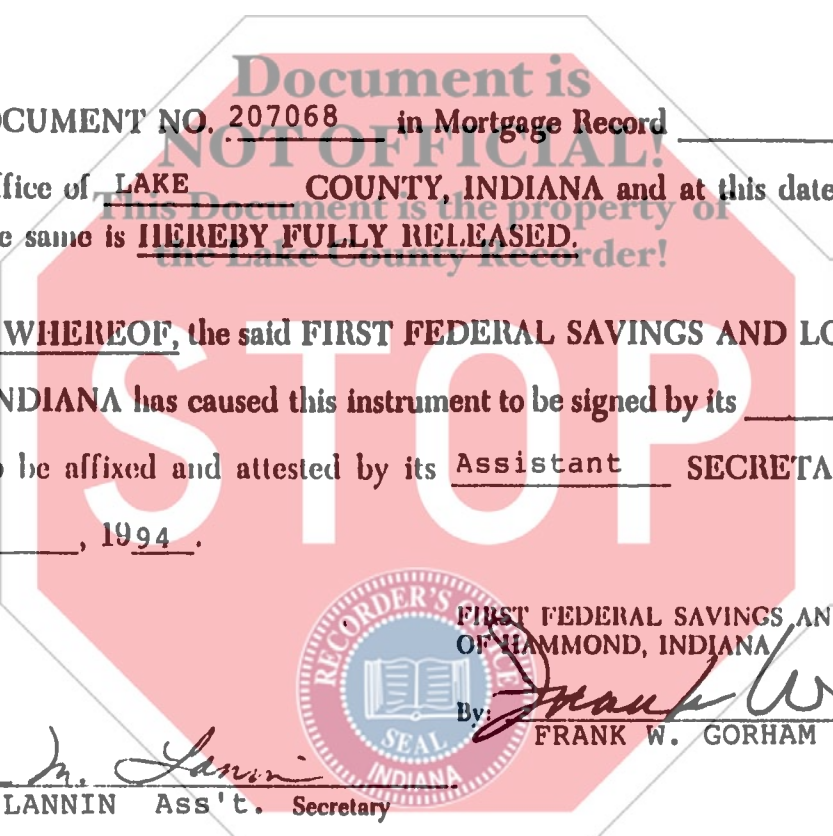 Document is
OCUMENT NO. 207068 in Mortgage Record
NOT OFFICIAL!
ffice of LAKE COUNTY, INDIANA and at this date
This Document is the property of
e same is HEREBY FULLY RELEASED.
the Lake County Recorder!
WHEREOF, the said FIRST FEDERAL SAVINGS AND LO
NDIANA has caused this instrument to be signed by its
STOP
o be affixed and attested by its Assistant SECRETA
, 1994.
FIRST FEDERAL SAVINGS AN
OF HAMMOND, INDIANA
RECORDER'S OFFICE
SEAL
INDIANA
By: Frank W
FRANK W. GORHAM
M. Lannin
LANNIN Ass't. Secretary